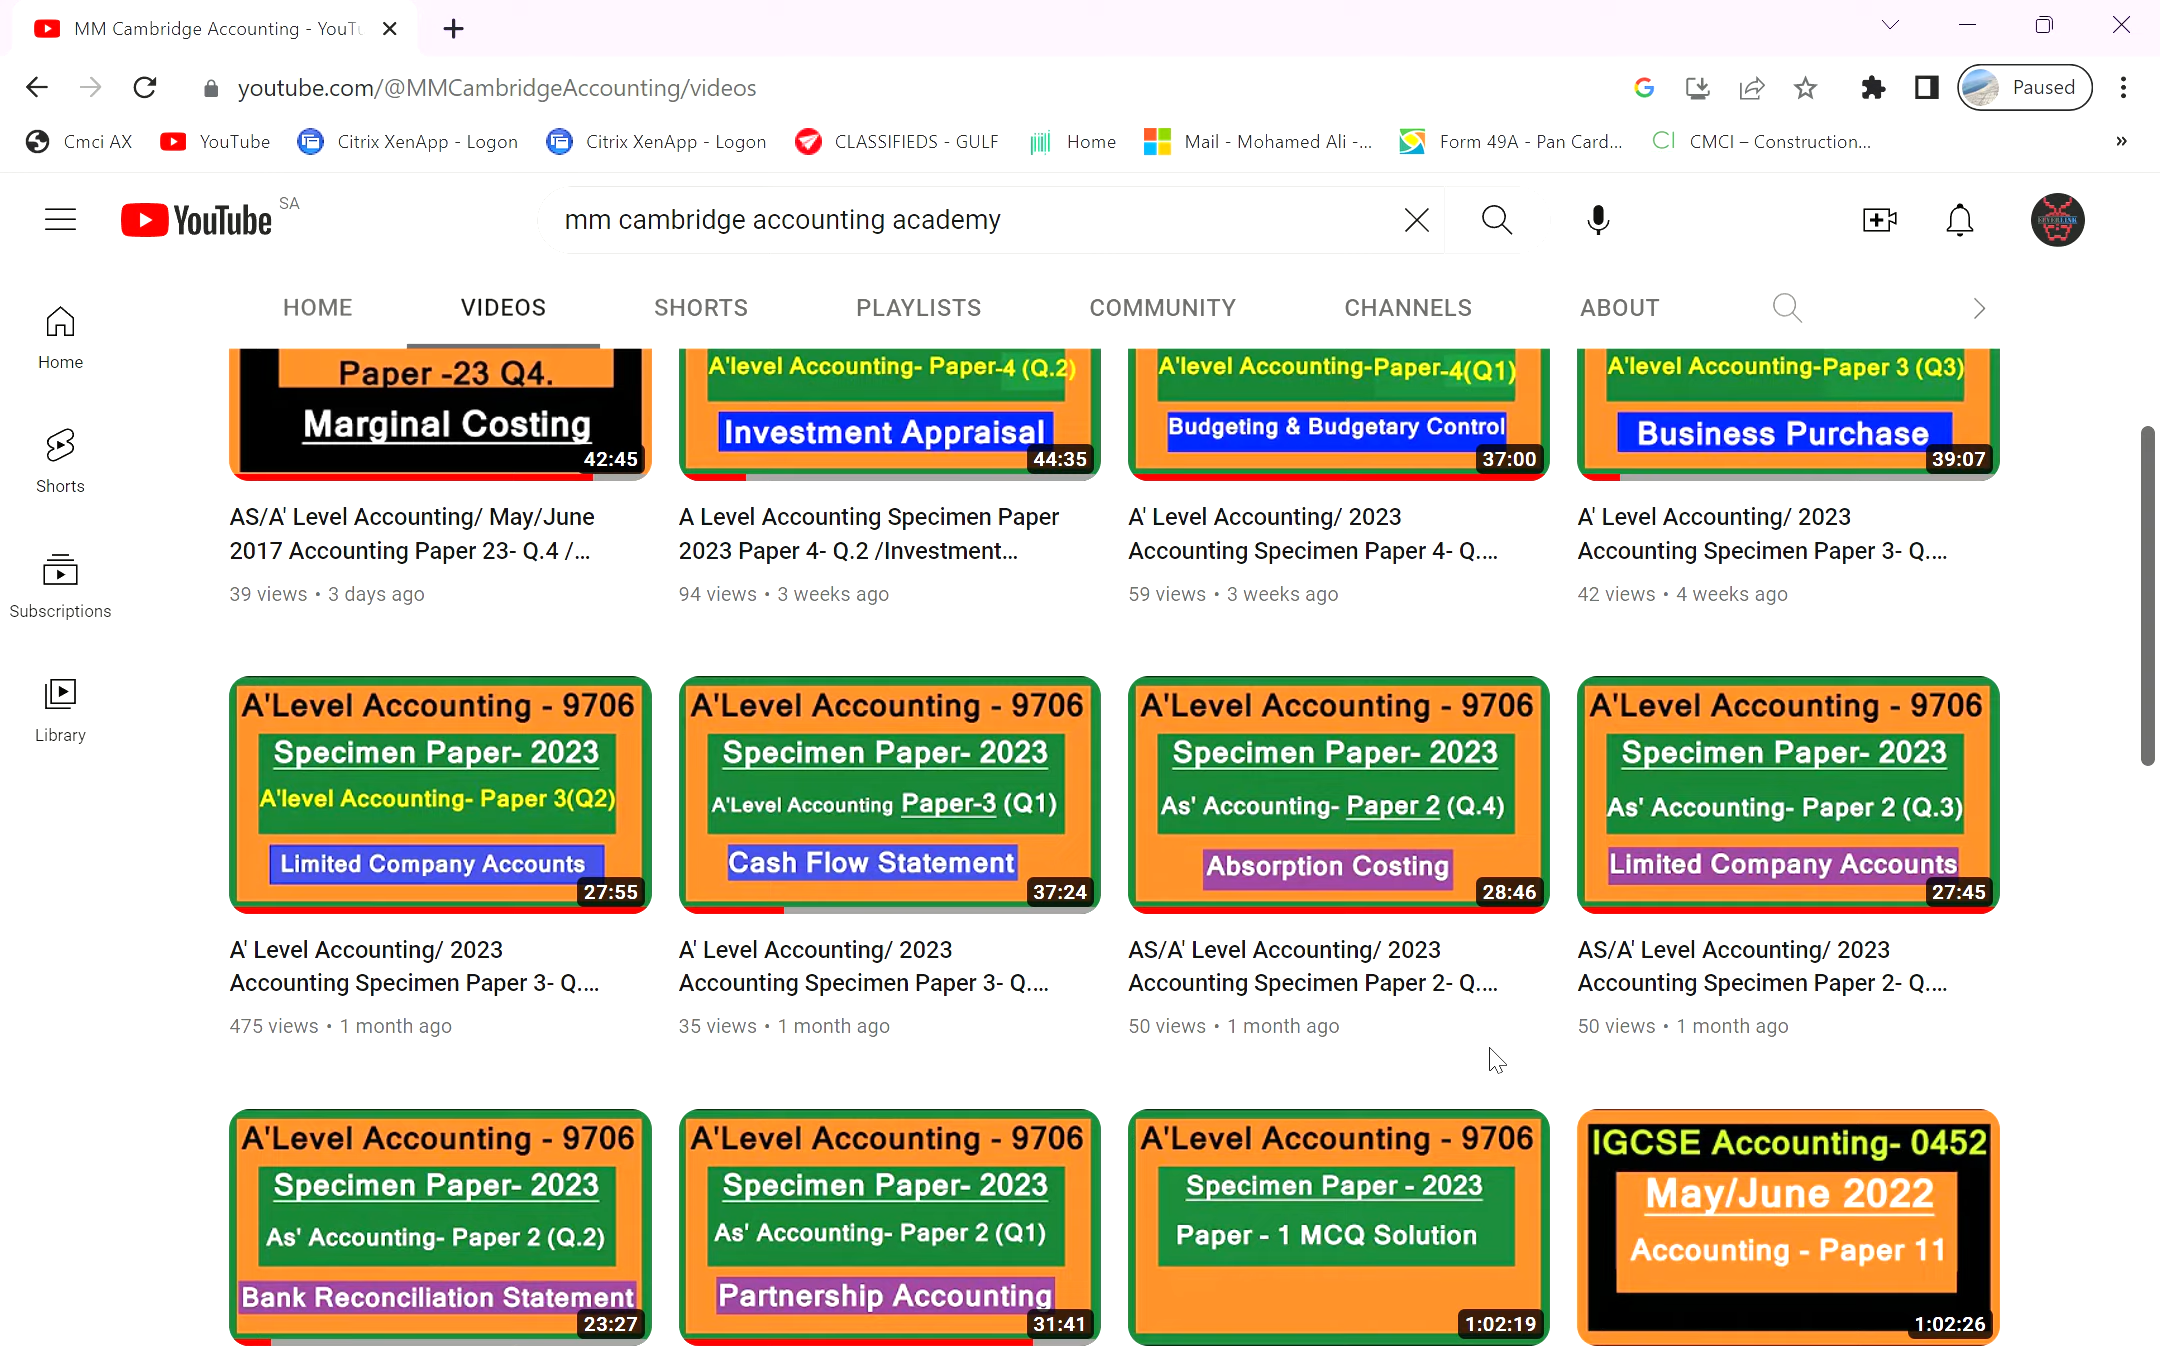 MM Cambridge Accounting - YouTu
youtube.com/@MMCambridgeAccounting/videos
Paused
Cmci AX
YouTube
Citrix XenApp - Logon
Citrix XenApp - Logon
CLASSIFIEDS - GULF
Home
Mail - Mohamed Ali -...
Form 49A - Pan Card...
CMCI – Construction...
»
YouTube SA
mm cambridge accounting academy
HOME
VIDEOS
SHORTS
PLAYLISTS
COMMUNITY
CHANNELS
ABOUT
Home
Shorts
Subscriptions
Library
Paper -23 Q4.
Marginal Costing
42:45
AS/A' Level Accounting/ May/June
2017 Accounting Paper 23- Q.4 /...
39 views • 3 days ago
A'level Accounting- Paper-4 (Q.2)
Investment Appraisal
44:35
A Level Accounting Specimen Paper
2023 Paper 4- Q.2 /Investment...
94 views • 3 weeks ago
A'level Accounting-Paper-4(Q1)
Budgeting & Budgetary Control
37:00
A' Level Accounting/ 2023
Accounting Specimen Paper 4- Q....
59 views • 3 weeks ago
A'level Accounting-Paper 3 (Q3)
Business Purchase
39:07
A' Level Accounting/ 2023
Accounting Specimen Paper 3- Q....
42 views • 4 weeks ago
A'Level Accounting - 9706
Specimen Paper- 2023
A'level Accounting- Paper 3(Q2)
Limited Company Accounts
27:55
A' Level Accounting/ 2023
Accounting Specimen Paper 3- Q....
475 views • 1 month ago
A'Level Accounting - 9706
Specimen Paper- 2023
A'Level Accounting Paper-3 (Q1)
Cash Flow Statement
37:24
A' Level Accounting/ 2023
Accounting Specimen Paper 3- Q....
35 views • 1 month ago
A'Level Accounting - 9706
Specimen Paper- 2023
As' Accounting- Paper 2 (Q.4)
Absorption Costing
28:46
AS/A' Level Accounting/ 2023
Accounting Specimen Paper 2- Q....
50 views • 1 month ago
A'Level Accounting - 9706
Specimen Paper- 2023
As' Accounting- Paper 2 (Q.3)
Limited Company Accounts
27:45
AS/A' Level Accounting/ 2023
Accounting Specimen Paper 2- Q....
50 views • 1 month ago
A'Level Accounting - 9706
Specimen Paper- 2023
As' Accounting- Paper 2 (Q.2)
Bank Reconciliation Statement
23:27
A'Level Accounting - 9706
Specimen Paper- 2023
As' Accounting- Paper 2 (Q1)
Partnership Accounting
31:41
A'Level Accounting - 9706
Specimen Paper - 2023
Paper - 1 MCQ Solution
1:02:19
IGCSE Accounting- 0452
May/June 2022
Accounting - Paper 11
1:02:26